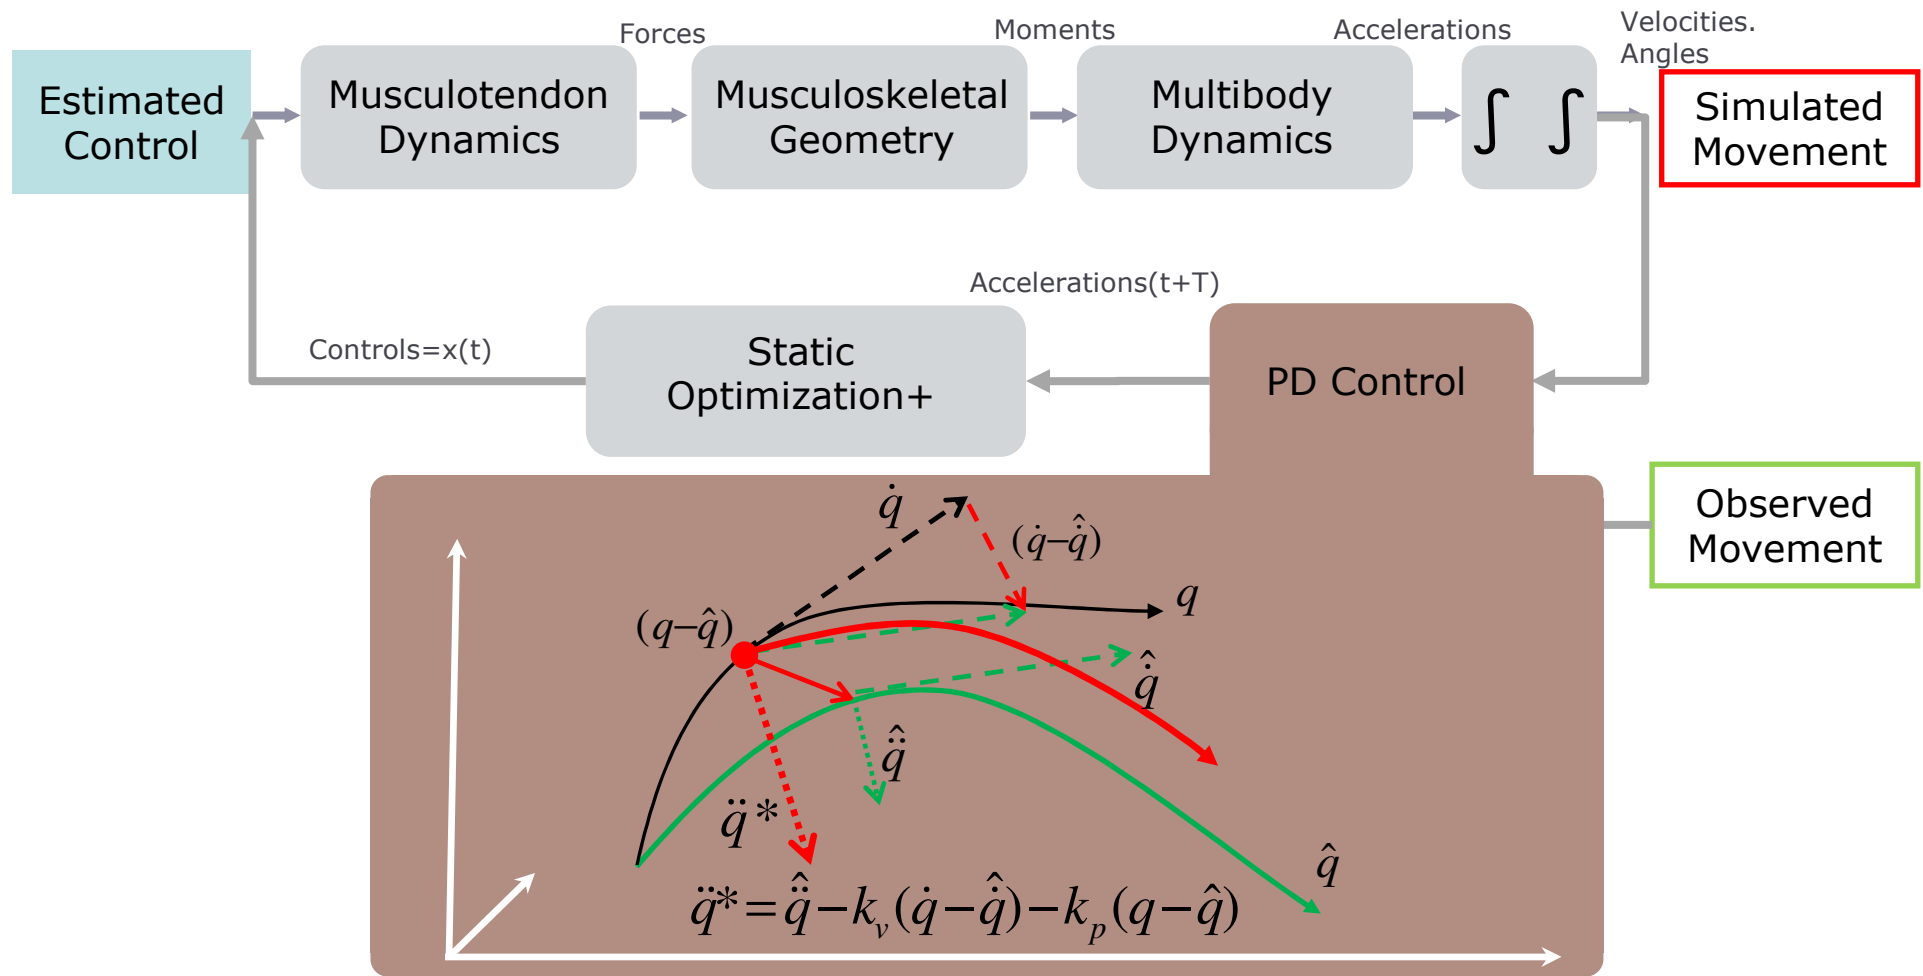 Forces
Moments
Accelerations
Velocities.
Angles
Estimated
Control
Musculotendon
Dynamics
Musculoskeletal
Geometry
Multibody
Dynamics
∫ ∫
Simulated
Movement
Accelerations(t+T)
Controls=x(t)
Static
Optimization+
PD Control
Observed
Movement
q̇
(q̇−q̇̂)
q
(q−q̂)
q̇̂
q̈̂
q̈*
q̂
q̈*=q̈̂−kᵥ(q̇−q̇̂)−kₚ(q−q̂)